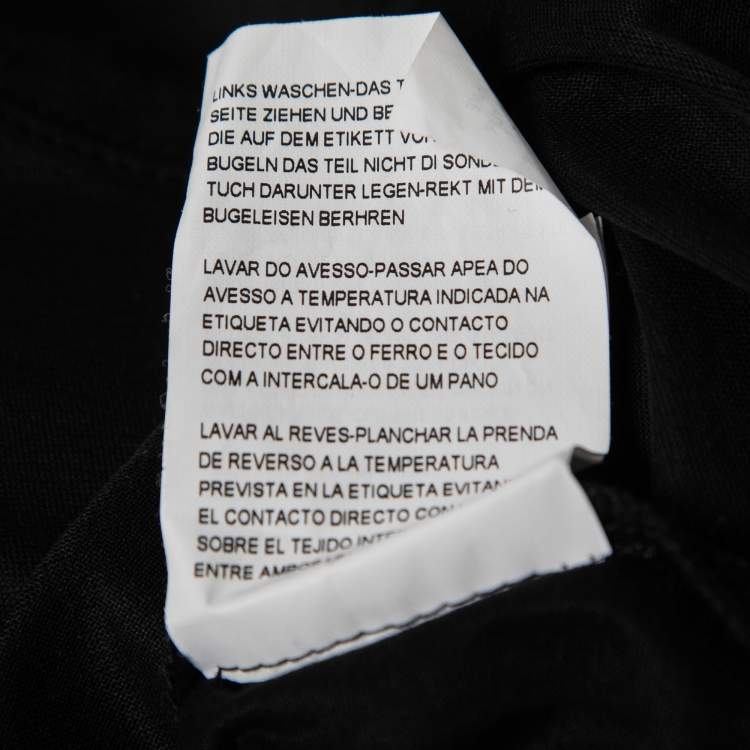 LINKS WASCHEN-DAS
SEITE ZIEHEN UND
DIE AUF DEM ETIKETT
BUGELN DAS TEIL NICHT DI
TUCH DARUNTER LEGEN-REKT MIT
BUGELEISEN BERHREN
LAVAR DO AVESSO-PASSAR APEA DO
AVESSO A TEMPERATURA INDICADA NA
ETIQUETA EVITANDO O CONTACTO
DIRECTO ENTRE O FERRO E O TECIDO
COM A INTERCALA-O DE UM PANO
LAVAR AL REVES-PLANCHAR LA PRENDA
DE REVERSO A LA TEMPERATURA
PREVISTA EN LA ETIQUETA
EL CONTACTO DIRECTO
SOBRE EL TEJIDO
ENTRE